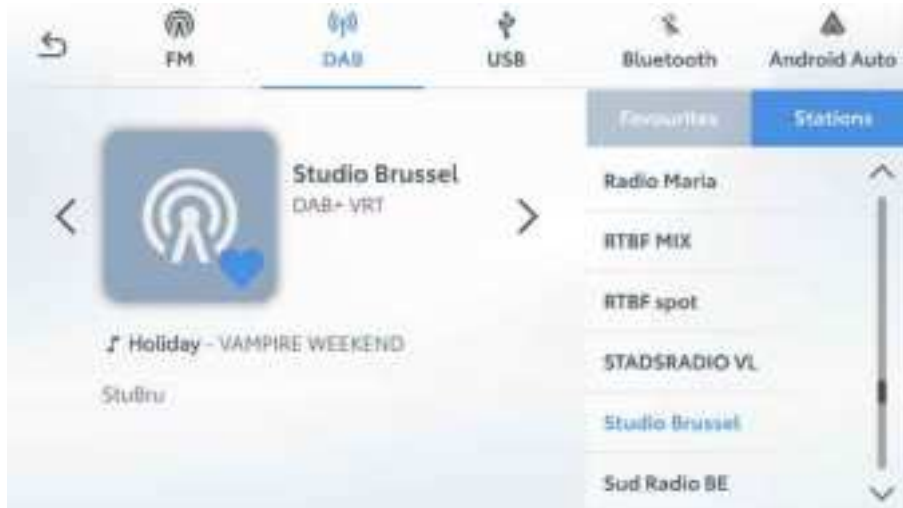 FM
DAB
USB
Bluetooth
Android Auto
Favourites
Stations
Studio Brussel
DAB+ VRT
Holiday - VAMPIRE WEEKEND
StuBru
Radio Maria
RTBF MIX
RTBF spot
STADSRADIO VL
Studio Brussel
Sud Radio BE